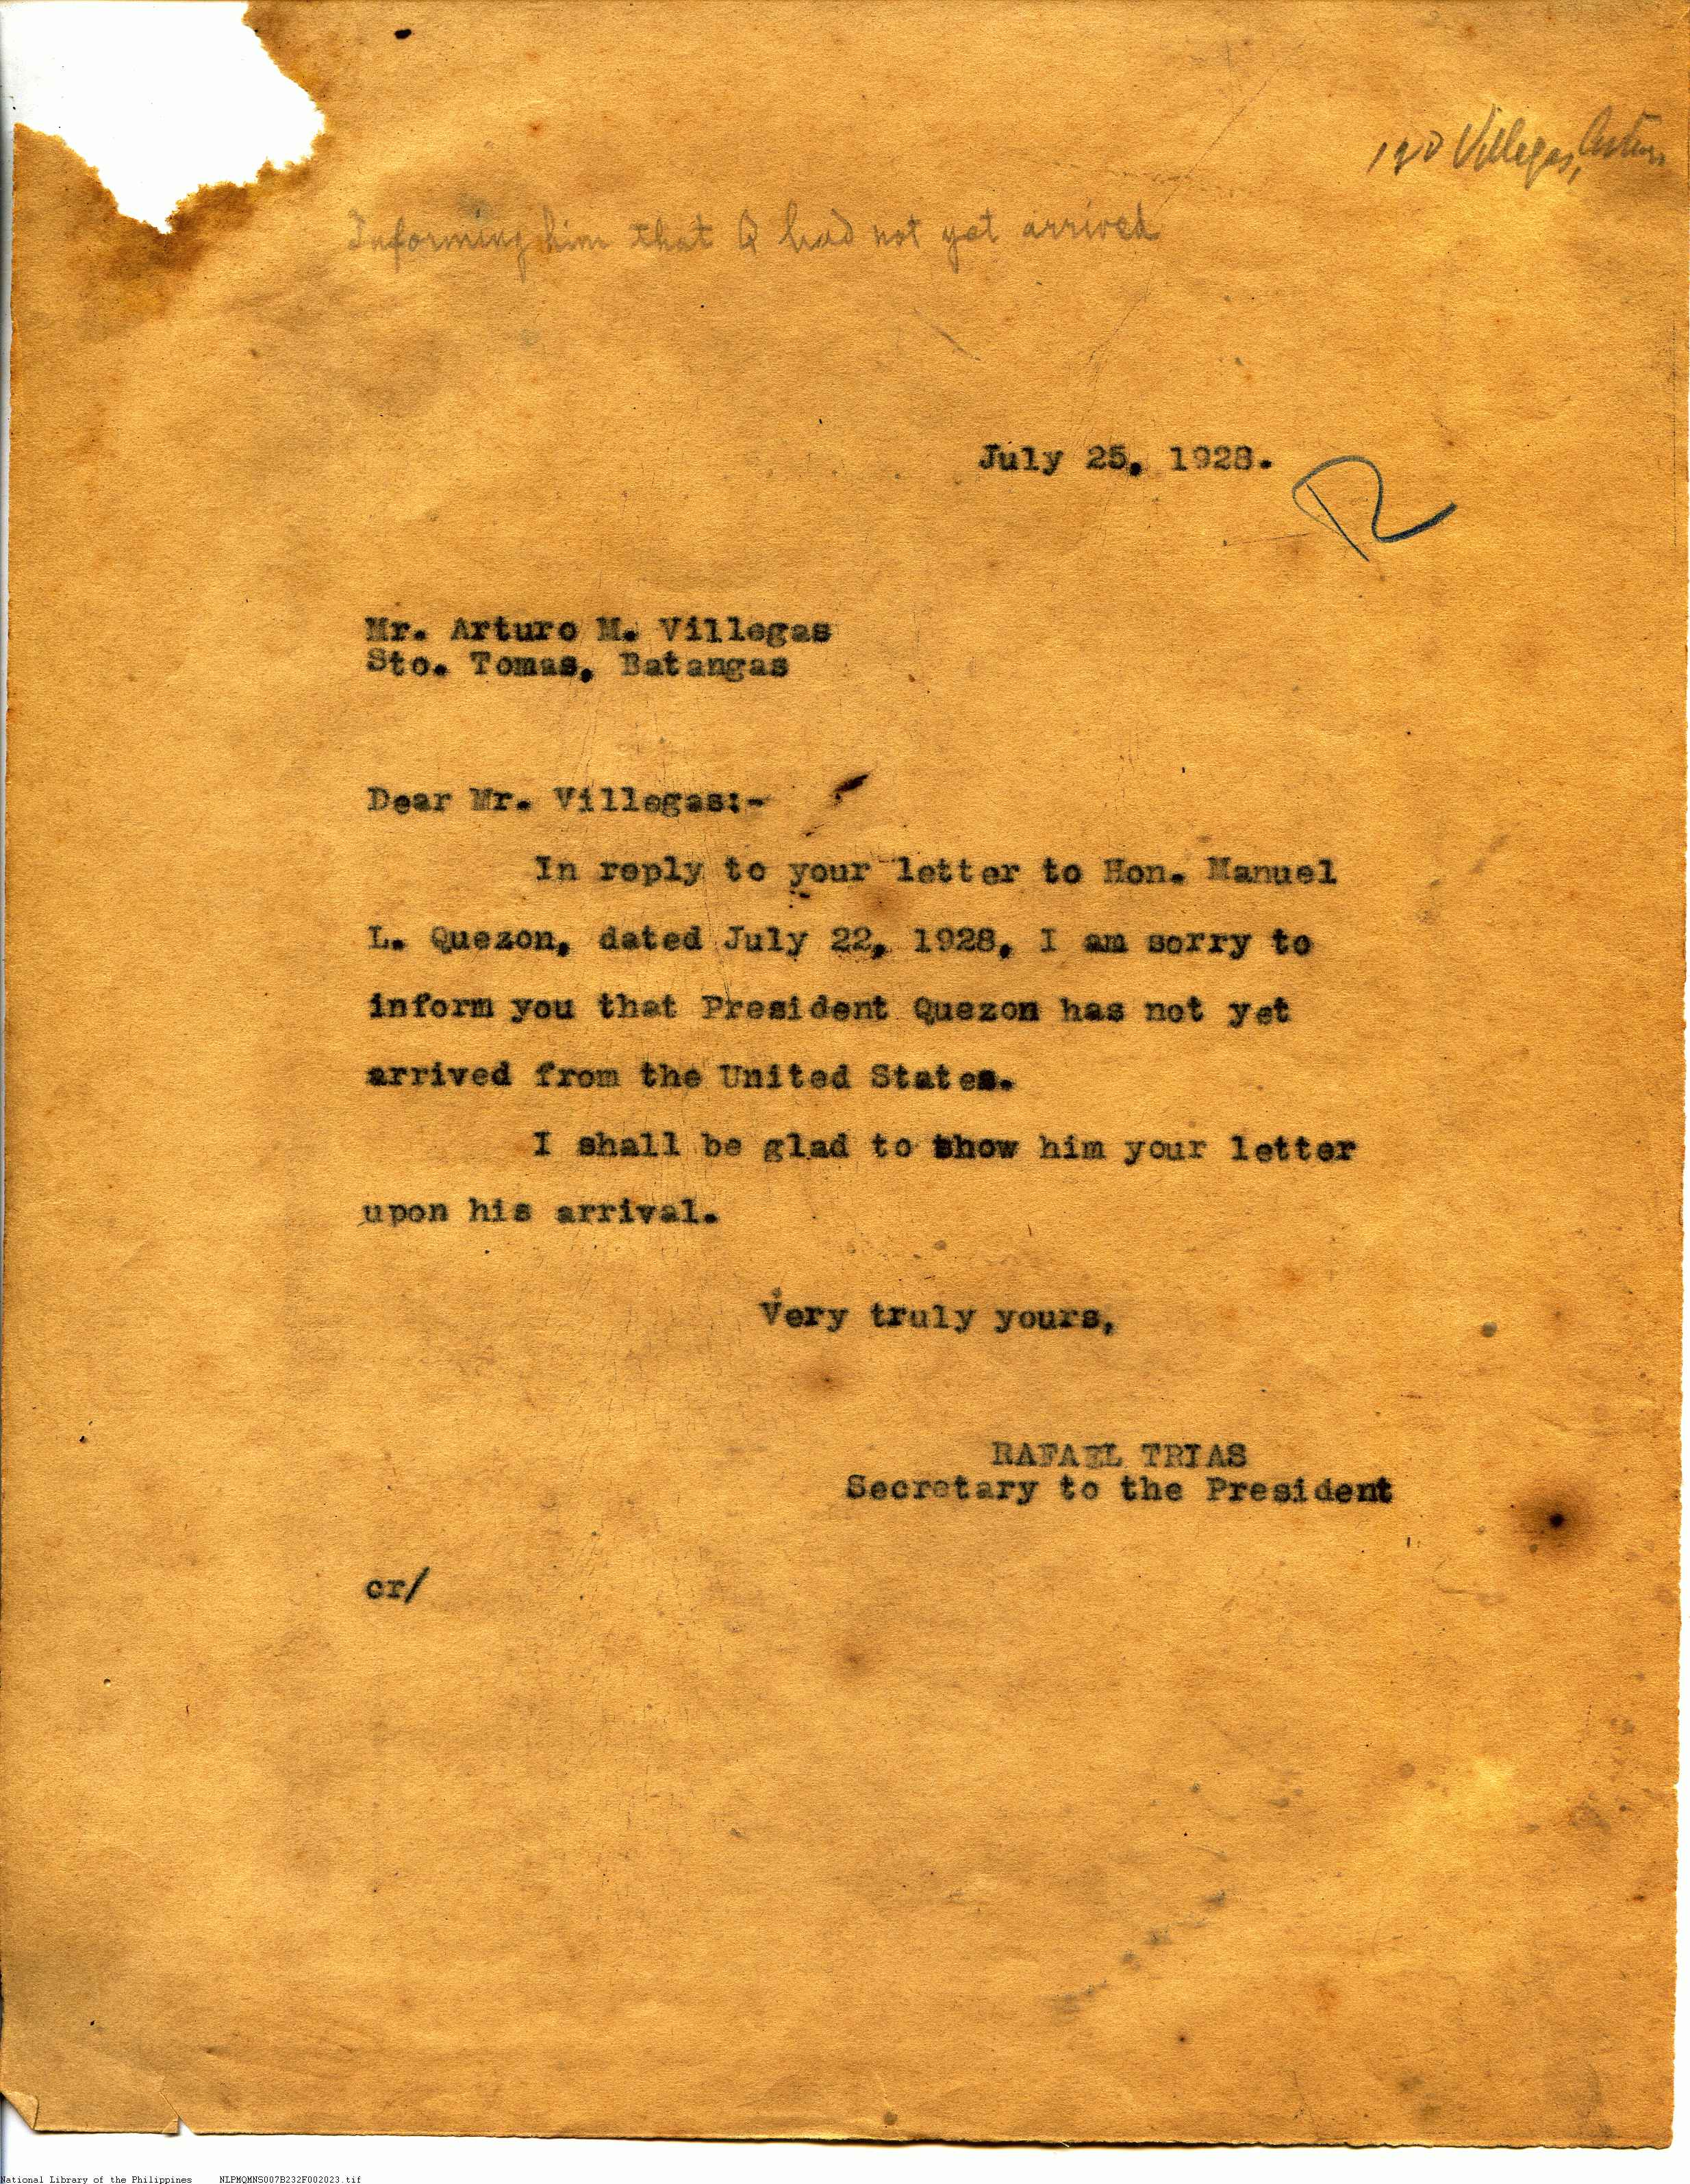 Villegas, Arturo
Informing him that Q had not yet arrived
July 25, 1928.
R
Mr. Arturo M. Villegas
Sto. Tomas, Batangas
Dear Mr. Villegas:-
In reply to your letter to Hon. Manuel
L. Quezon, dated July 22, 1928, I am sorry to
inform you that President Quezon has not yet
arrived from the United States.
I shall be glad to show him your letter
upon his arrival.
Very truly yours,
RAFAEL TRIAS
Secretary to the President
cr/
National Library of the Philippines NLPMQMNS007B232F002023.tif